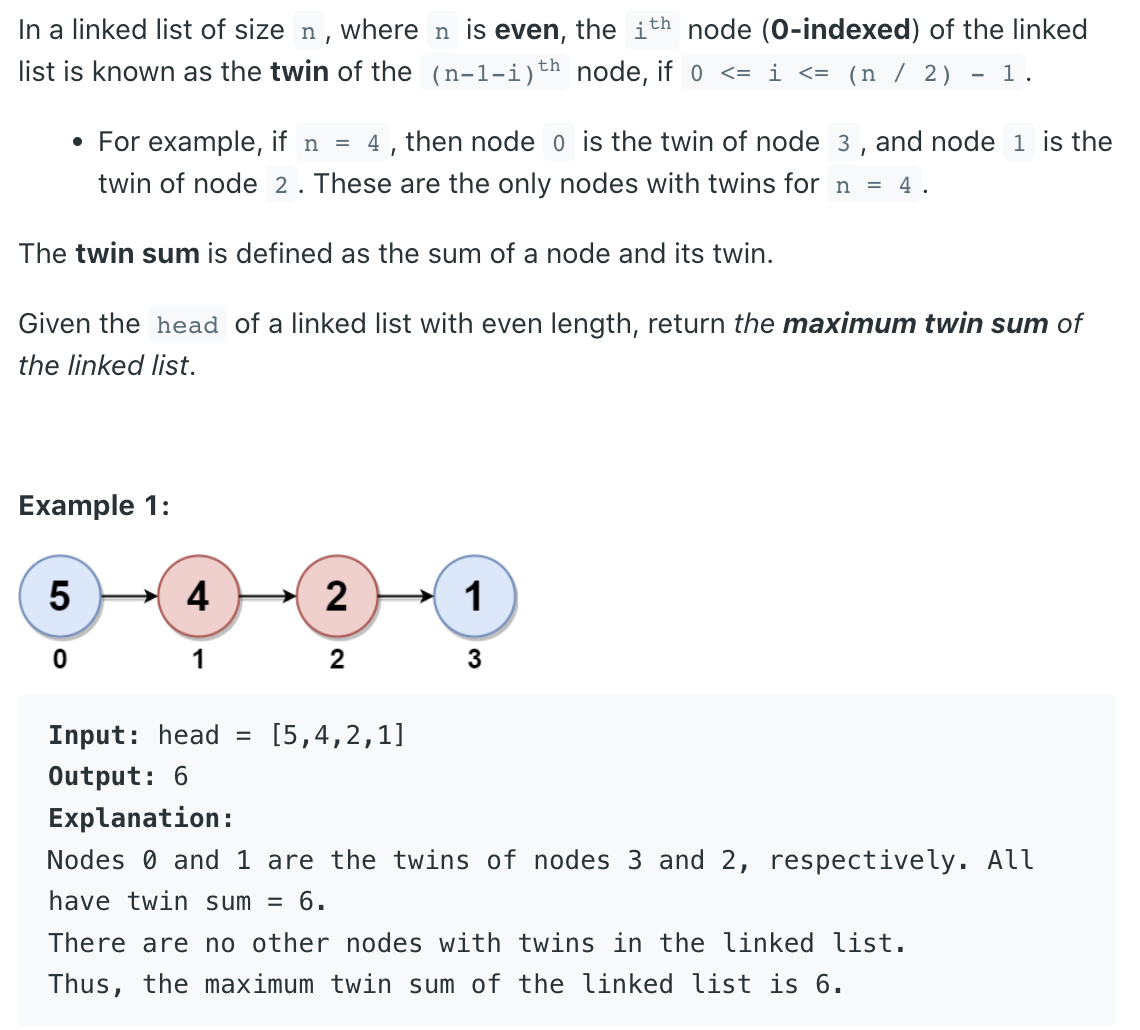 In a linked list of size n, where n is even, the ith node (0-indexed) of the linked
list is known as the twin of the (n-1-i)th node, if 0 <= i <= (n / 2) - 1.
• For example, if n = 4, then node 0 is the twin of node 3, and node 1 is the
twin of node 2. These are the only nodes with twins for n = 4.
The twin sum is defined as the sum of a node and its twin.
Given the head of a linked list with even length, return the maximum twin sum of
the linked list.
Example 1:
5 4 2 1
0 1 2 3
Input: head = [5,4,2,1]
Output: 6
Explanation:
Nodes 0 and 1 are the twins of nodes 3 and 2, respectively. All
have twin sum = 6.
There are no other nodes with twins in the linked list.
Thus, the maximum twin sum of the linked list is 6.